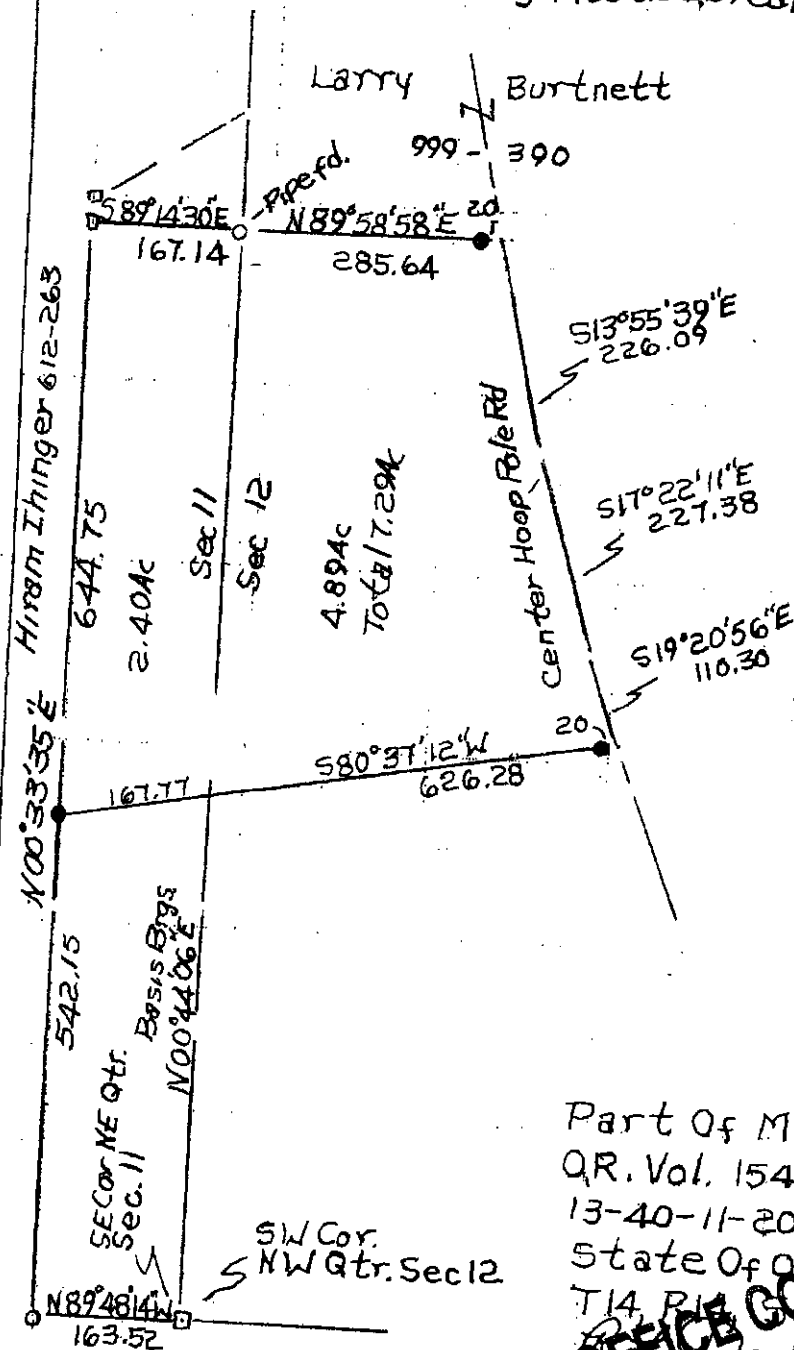 Larry Burtnett
999 - 390
Pipe fd.
S89°14'30"E
167.14
N89°58'58"E
285.64
20
S13°55'39"E
226.09
Hiram Ihinger 612-263
644.75
2.40Ac
Sec 11
Sec 12
4.89Ac
Total 7.29Ac
Center Hoop Pole Rd
S17°22'11"E
227.38
S19°20'56"E
110.30
20
N00°33'35"E
167.77
S80°37'12"W
626.28
542.15
Basis Brgs
N00°44'06"E
SE Cor NE Qtr.
Sec. 11
SW Cor.
NW Qtr. Sec 12
N89°48'14"W
163.52
Part Of
O.R. Vol. 154
13-40-11-20
State Of
T14
OFFICE